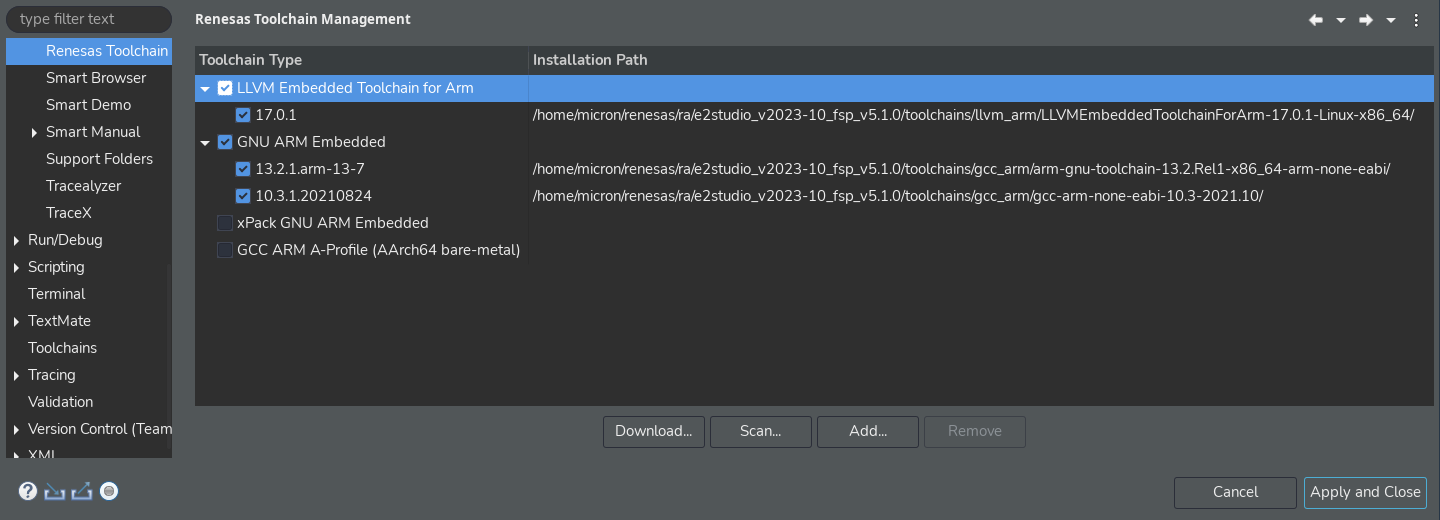 type filter text
Renesas Toolchain
Smart Browser
Smart Demo
Smart Manual
Support Folders
Tracealyzer
TraceX
Run/Debug
Scripting
Terminal
TextMate
Toolchains
Tracing
Validation
Version Control (Team
XML
Renesas Toolchain Management
Toolchain Type Installation Path
LLVM Embedded Toolchain for Arm
17.0.1 /home/micron/renesas/ra/e2studio_v2023-10_fsp_v5.1.0/toolchains/llvm_arm/LLVMEmbeddedToolchainForArm-17.0.1-Linux-x86_64/
GNU ARM Embedded
13.2.1.arm-13-7 /home/micron/renesas/ra/e2studio_v2023-10_fsp_v5.1.0/toolchains/gcc_arm/arm-gnu-toolchain-13.2.Rel1-x86_64-arm-none-eabi/
10.3.1.20210824 /home/micron/renesas/ra/e2studio_v2023-10_fsp_v5.1.0/toolchains/gcc_arm/gcc-arm-none-eabi-10.3-2021.10/
xPack GNU ARM Embedded
GCC ARM A-Profile (AArch64 bare-metal)
Download... Scan... Add... Remove
Cancel Apply and Close